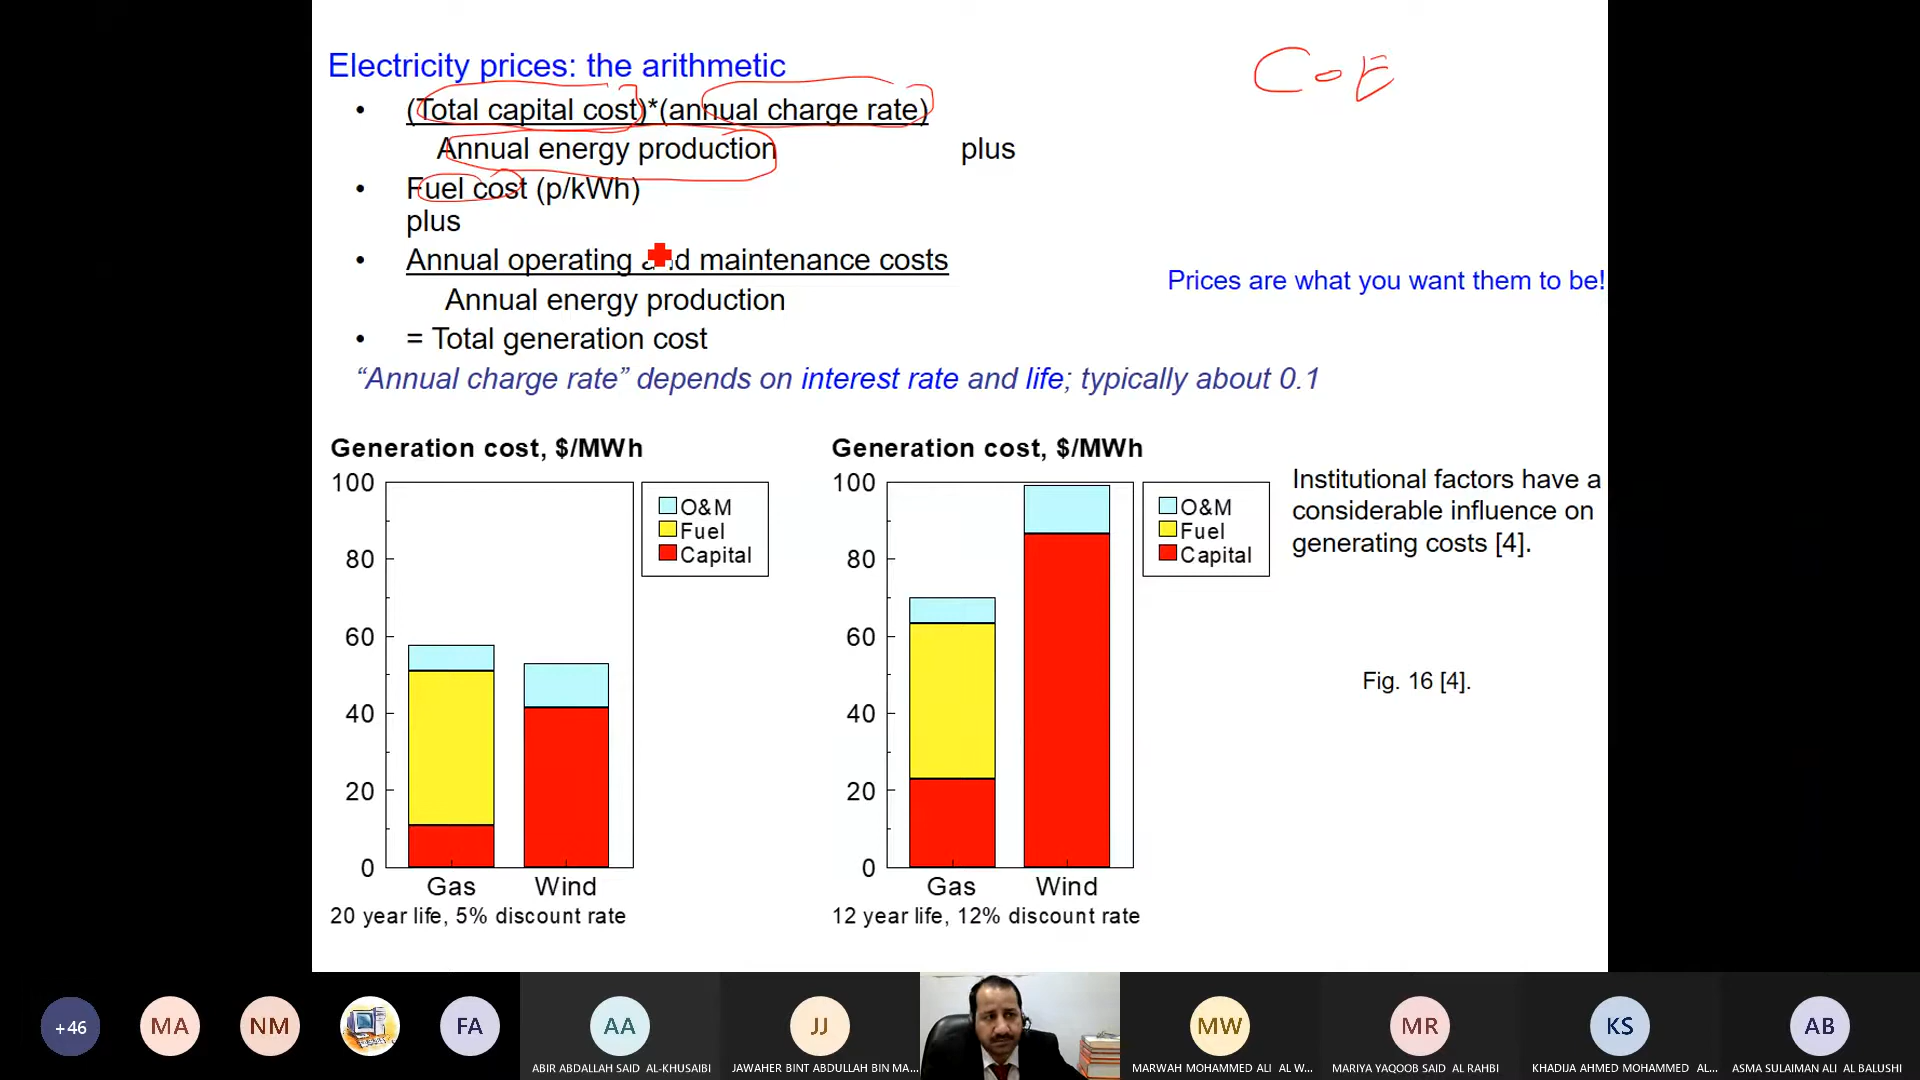 Electricity prices: the arithmetic
CoE
• (Total capital cost)*(annual charge rate)
Annual energy production plus
• Fuel cost (p/kWh)
plus
• Annual operating and maintenance costs
Annual energy production
• = Total generation cost
Prices are what you want them to be!
“Annual charge rate” depends on interest rate and life; typically about 0.1
Generation cost, $/MWh
100
80
60
40
20
0
O&M
Fuel
Capital
Gas Wind
20 year life, 5% discount rate
Generation cost, $/MWh
100
80
60
40
20
0
O&M
Fuel
Capital
Gas Wind
12 year life, 12% discount rate
Institutional factors have a
considerable influence on
generating costs [4].
Fig. 16 [4].
+46
MA
NM
FA
AA
ABIR ABDALLAH SAID AL-KHUSAIBI
JJ
JAWAHER BINT ABDULLAH BIN MA...
MW
MARWAH MOHAMMED ALI AL W...
MR
MARIYA YAQOOB SAID AL RAHBI
KS
KHADIJA AHMED MOHAMMED AL...
AB
ASMA SULAIMAN ALI AL BALUSHI